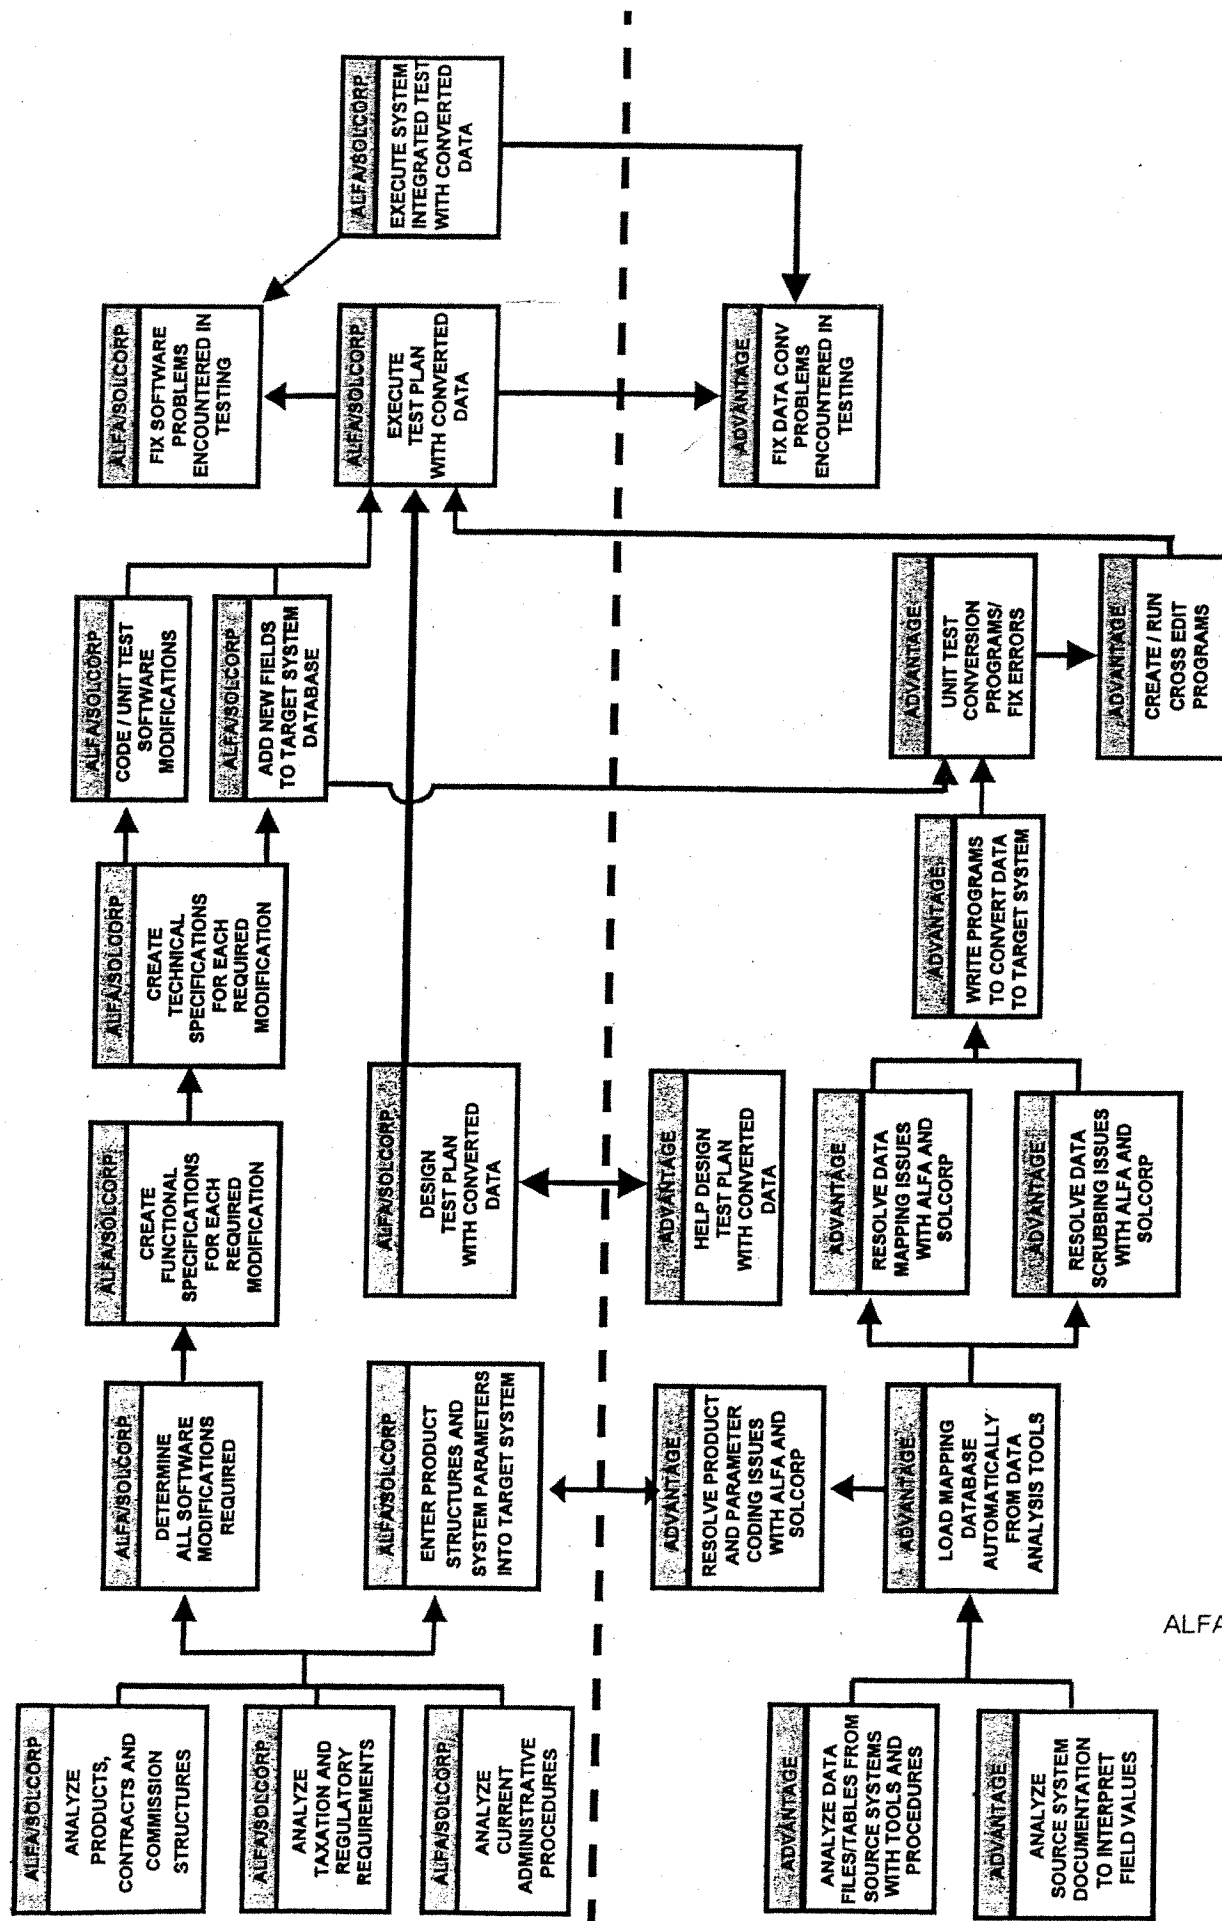 ALFA/SOLCORP
ANALYZE
PRODUCTS,
CONTRACTS AND
COMMISSION
STRUCTURES
ALFA/SOLCORP
ANALYZE
TAXATION AND
REGULATORY
REQUIREMENTS
ALFA/SOLCORP
ANALYZE
CURRENT
ADMINISTRATIVE
PROCEDURES
ALFA/SOLCORP
DETERMINE
ALL SOFTWARE
MODIFICATIONS
REQUIRED
ALFA/SOLCORP
ENTER PRODUCT
STRUCTURES AND
SYSTEM PARAMETERS
INTO TARGET SYSTEM
ALFA/SOLCORP
CREATE
FUNCTIONAL
SPECIFICATIONS
FOR EACH
REQUIRED
MODIFICATION
ALFA/SOLCORP
DESIGN
TEST PLAN
WITH CONVERTED
DATA
ALFA/SOLCORP
CREATE
TECHNICAL
SPECIFICATIONS
FOR EACH
REQUIRED
MODIFICATION
ALFA/SOLCORP
CODE / UNIT TEST
SOFTWARE
MODIFICATIONS
ALFA/SOLCORP
ADD NEW FIELDS
TO TARGET SYSTEM
DATABASE
ALFA/SOLCORP
FIX SOFTWARE
PROBLEMS
ENCOUNTERED IN
TESTING
ALFA/SOLCORP
EXECUTE
TEST PLAN
WITH CONVERTED
DATA
ALFA/SOLCORP
EXECUTE SYSTEM
INTEGRATED TEST
WITH CONVERTED
DATA
ADVANTAGE
ANALYZE DATA
FILES/TABLES FROM
SOURCE SYSTEMS
WITH TOOLS AND
PROCEDURES
ADVANTAGE
ANALYZE
SOURCE SYSTEM
DOCUMENTATION
TO INTERPRET
FIELD VALUES
ADVANTAGE
RESOLVE PRODUCT
AND PARAMETER
CODING ISSUES
WITH ALFA AND
SOLCORP
ADVANTAGE
LOAD MAPPING
DATABASE
AUTOMATICALLY
FROM DATA
ANALYSIS TOOLS
ADVANTAGE
HELP DESIGN
TEST PLAN
WITH CONVERTED
DATA
ADVANTAGE
RESOLVE DATA
MAPPING ISSUES
WITH ALFA AND
SOLCORP
ADVANTAGE
RESOLVE DATA
SCRUBBING ISSUES
WITH ALFA AND
SOLCORP
ADVANTAGE
WRITE PROGRAMS
TO CONVERT DATA
TO TARGET SYSTEM
ADVANTAGE
UNIT TEST
CONVERSION
PROGRAMS/
FIX ERRORS
ADVANTAGE
CREATE / RUN
CROSS EDIT
PROGRAMS
ADVANTAGE
FIX DATA CONV
PROBLEMS
ENCOUNTERED IN
TESTING
ALFA